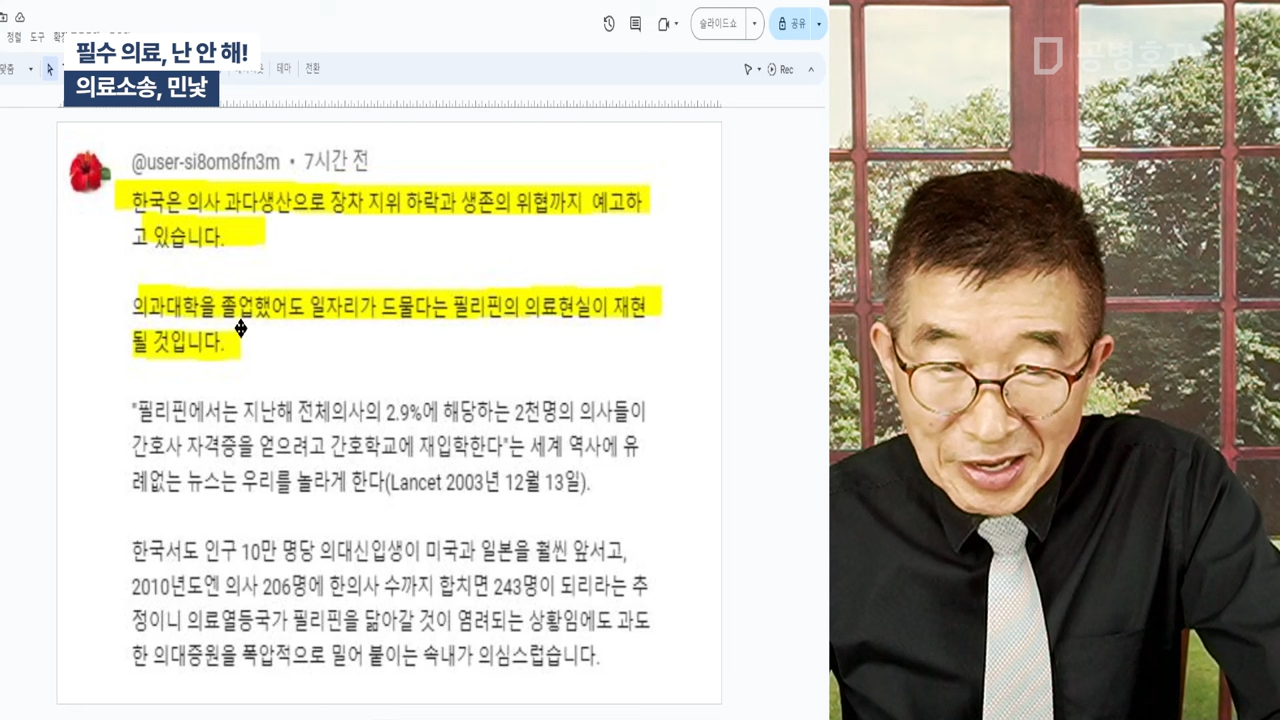 정렬 도구
슬라이드쇼
공유
필수 의료, 난 안 해!
맞춤
테마 전환
Rec
의료소송, 민낯
@user-si8om8fn3m • 7시간 전
한국은 의사 과다생산으로 장차 지위 하락과 생존의 위협까지 예고하
고 있습니다.
의과대학을 졸업했어도 일자리가 드물다는 필리핀의 의료현실이 재현
될 것입니다.
"필리핀에서는 지난해 전체의사의 2.9%에 해당하는 2천명의 의사들이
간호사 자격증을 얻으려고 간호학교에 재입학한다"는 세계 역사에 유
례없는 뉴스는 우리를 놀라게 한다(Lancet 2003년 12월 13일).
한국서도 인구 10만 명당 의대신입생이 미국과 일본을 훨씬 앞서고,
2010년도엔 의사 206명에 한의사 수까지 합치면 243명이 되리라는 추
정이니 의료열등국가 필리핀을 닮아갈 것이 염려되는 상황임에도 과도
한 의대증원을 폭압적으로 밀어 붙이는 속내가 의심스럽습니다.
공병호TV